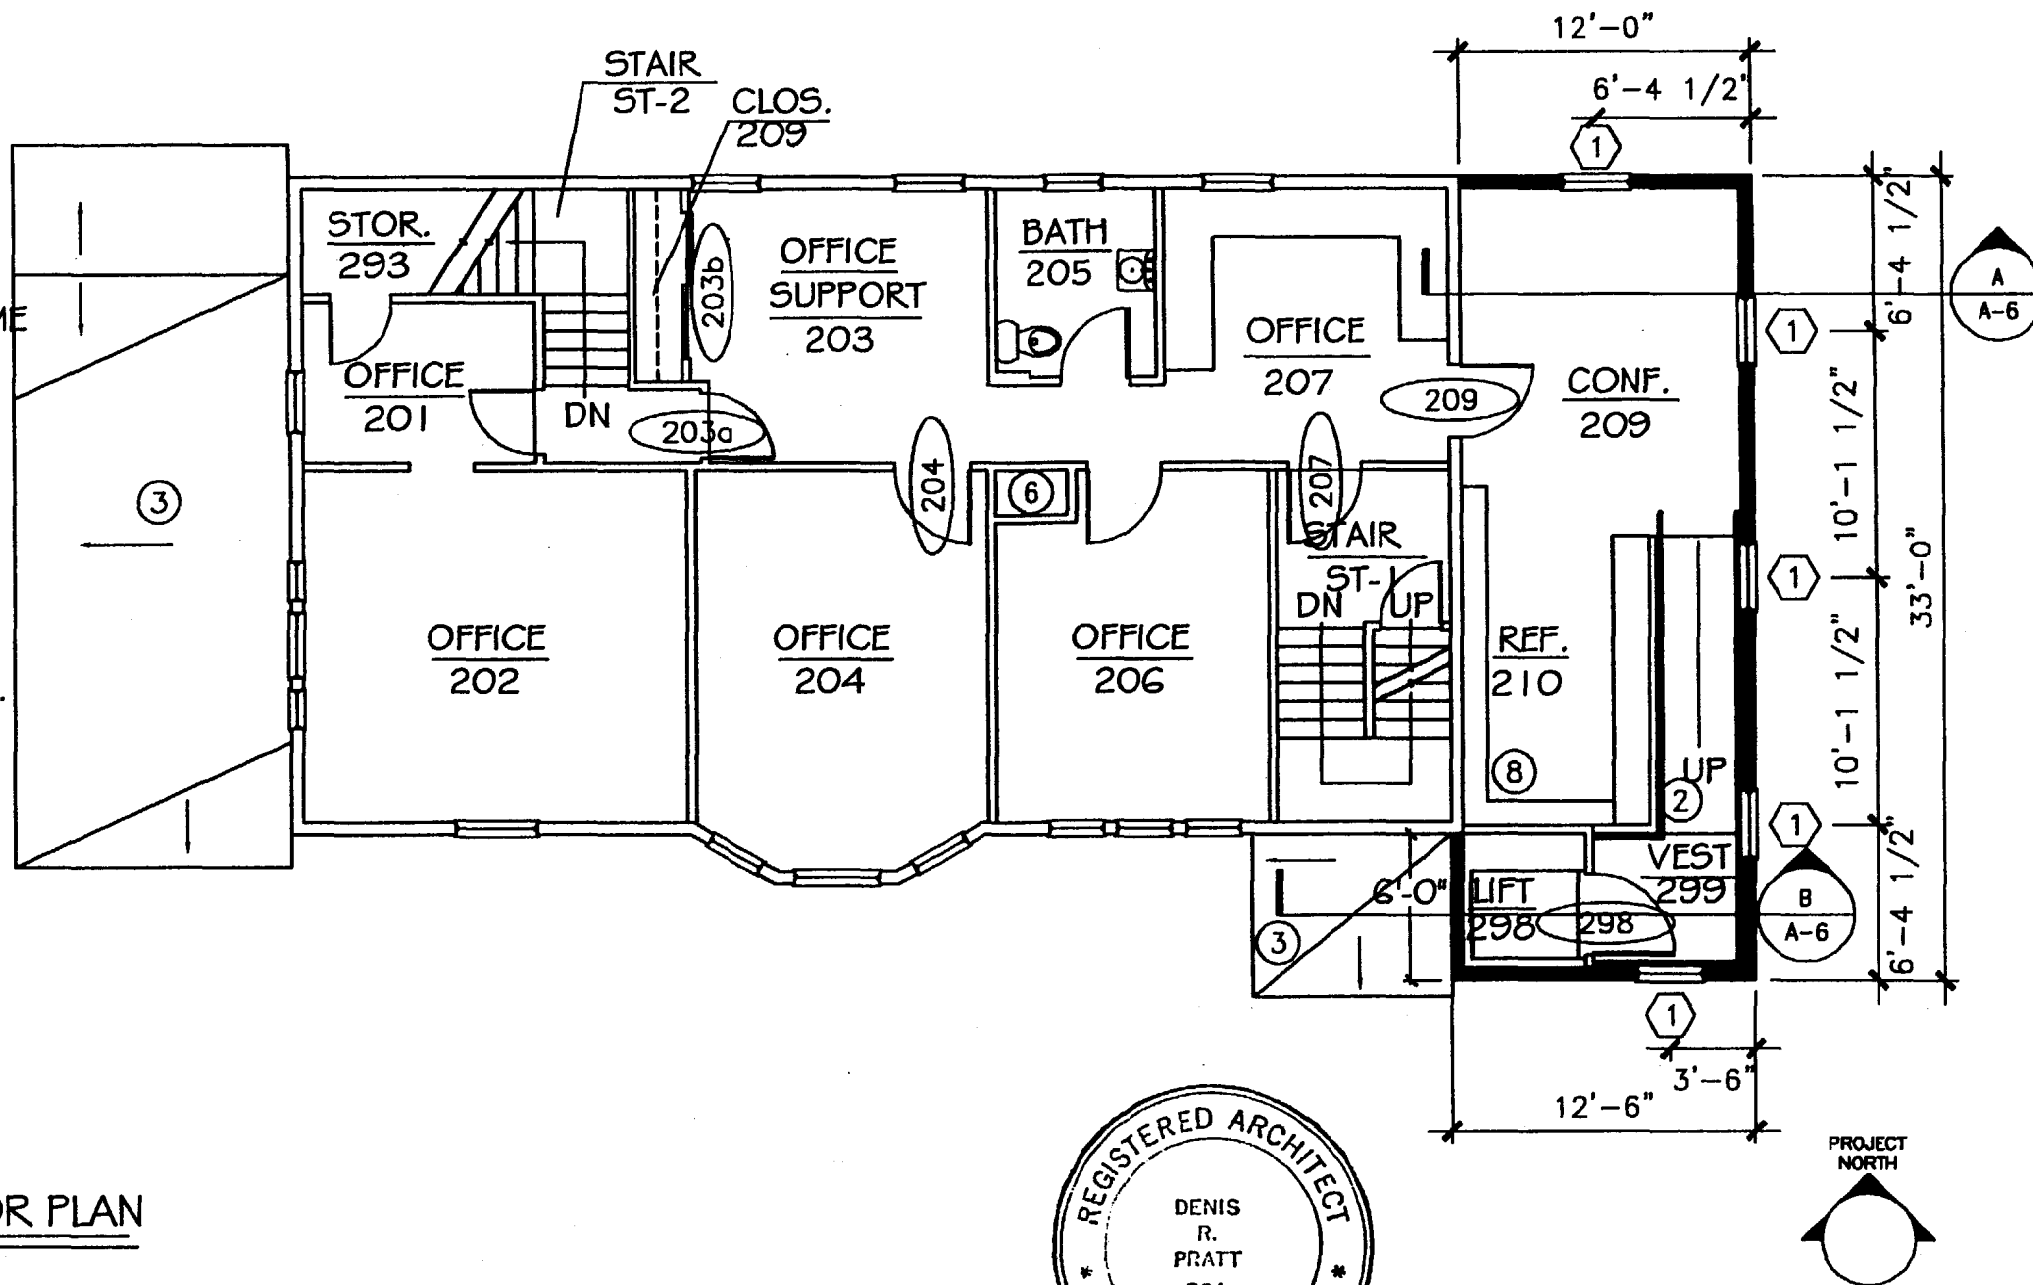 12'-0"
6'-4 1/2"
STAIR
ST-2
CLOS.
209
1
STOR.
293
203b
OFFICE
SUPPORT
203
BATH
205
OFFICE
207
6'-4 1/2"
A
A-6
ME
1
OFFICE
201
DN
203a
209
CONF.
209
10'-1 1/2"
33'-0"
3
204
6
207
STAIR
ST-1
DN
UP
1
OFFICE
202
OFFICE
204
OFFICE
206
REF.
210
10'-1 1/2"
8
UP
2
1
VEST
299
6'-0"
LIFT
298
298
3
B
A-6
6'-4 1/2"
1
3'-6"
12'-6"
PROJECT
NORTH
OR PLAN
REGISTERED ARCHITECT
DENIS
R.
PRATT